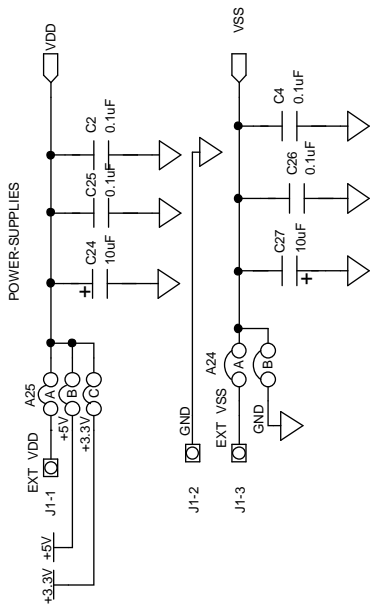 POWER-SUPPLIES
+3.3V
+5V
J1-1
EXT VDD
+5V
+3.3V
A25
A
B
C
C24
10uF
+
C25
0.1uF
C2
0.1uF
VDD
J1-2
GND
J1-3
EXT VSS
GND
A24
A
B
C27
10uF
+
C26
0.1uF
C4
0.1uF
VSS